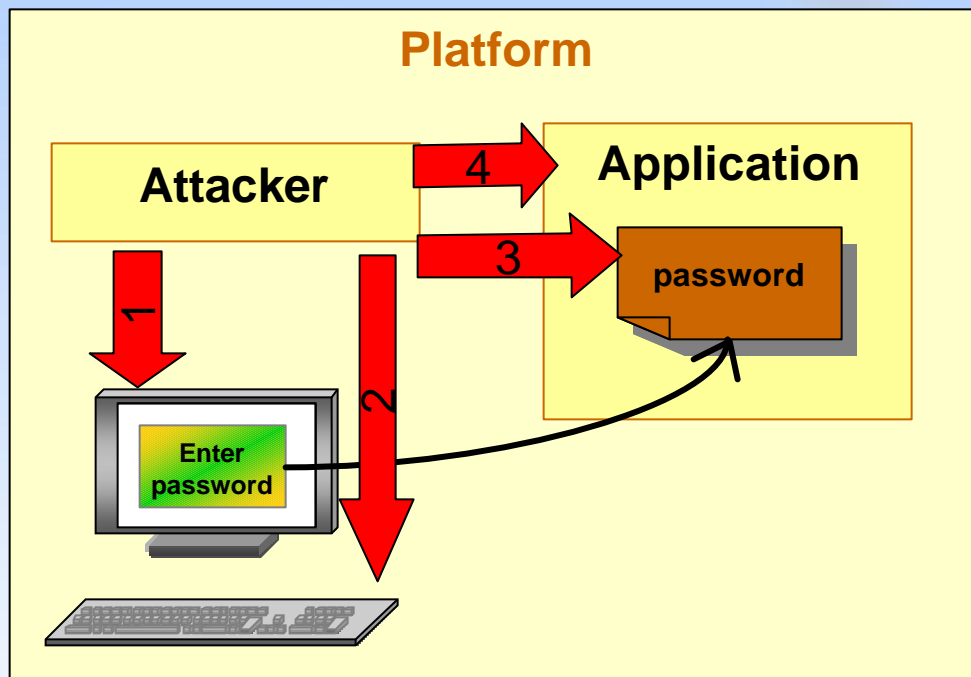 Platform
Attacker
4
Application
3
password
1
2
Enter
password